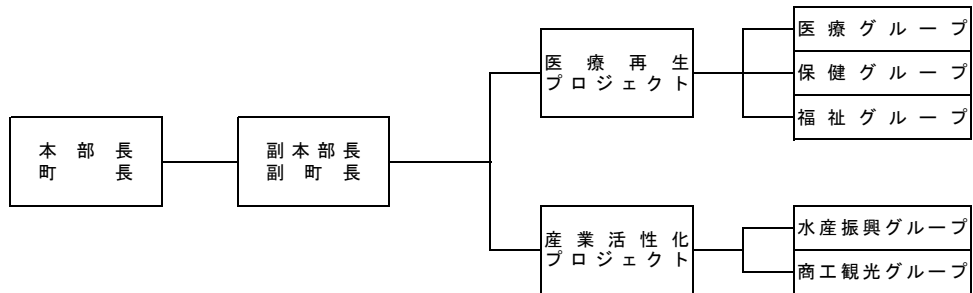 本部長
町長
副本部長
副町長
医療再生
プロジェクト
医療グループ
保健グループ
福祉グループ
産業活性化
プロジェクト
水産振興グループ
商工観光グループ